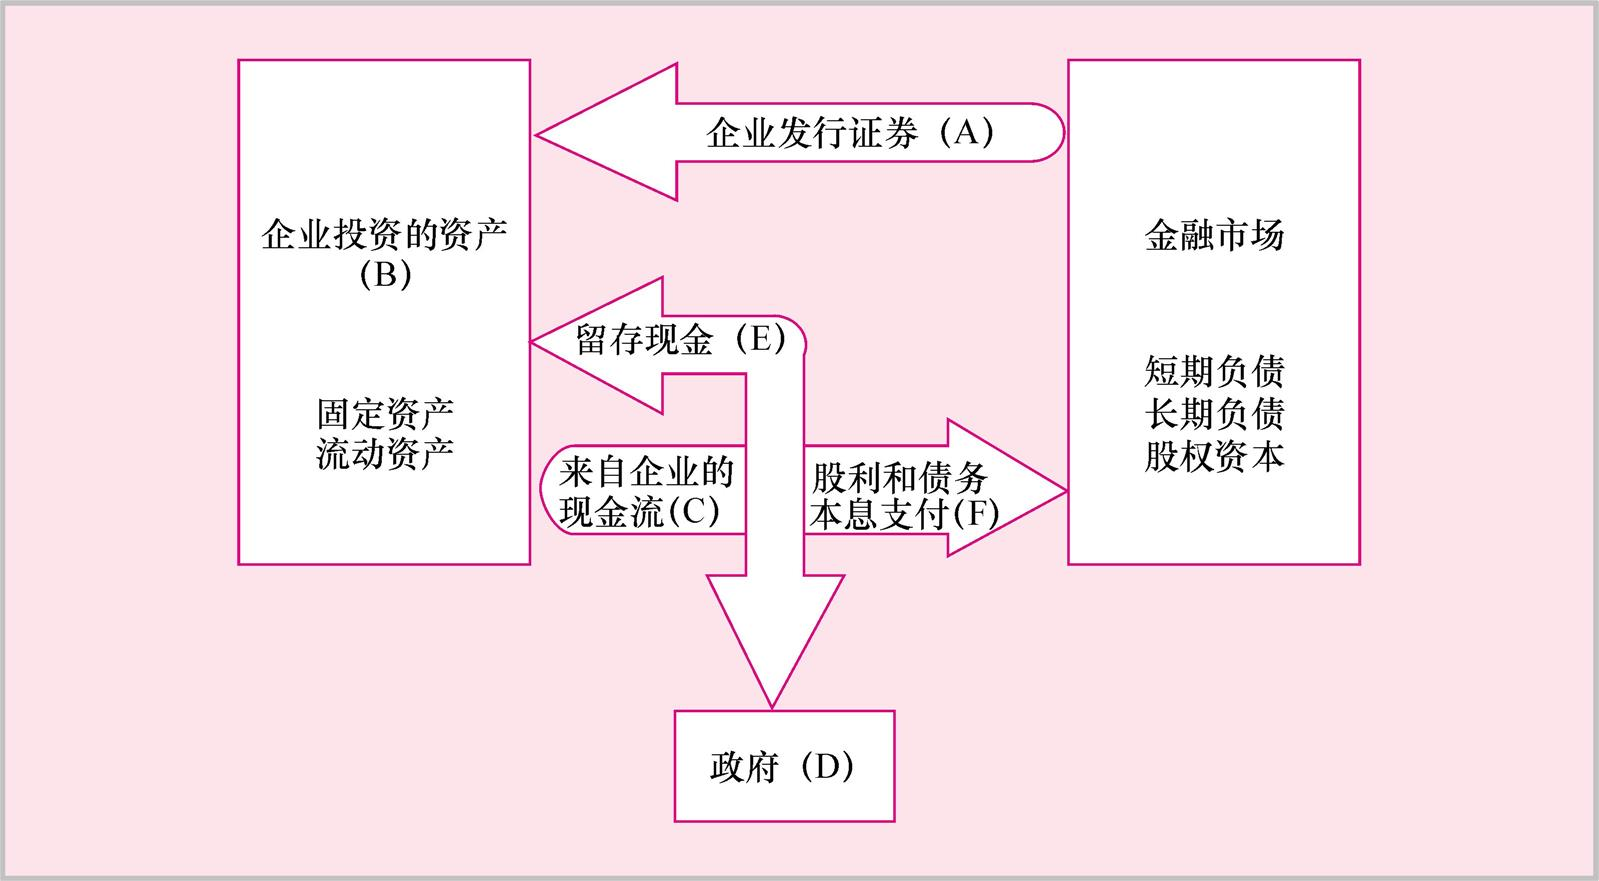 企业发行证券（A）
企业投资的资产
(B)
金融市场
留存现金（E）
固定资产
流动资产
短期负债
长期负债
股权资本
来自企业的
现金流(C)
股利和债务
本息支付(F)
政府（D）